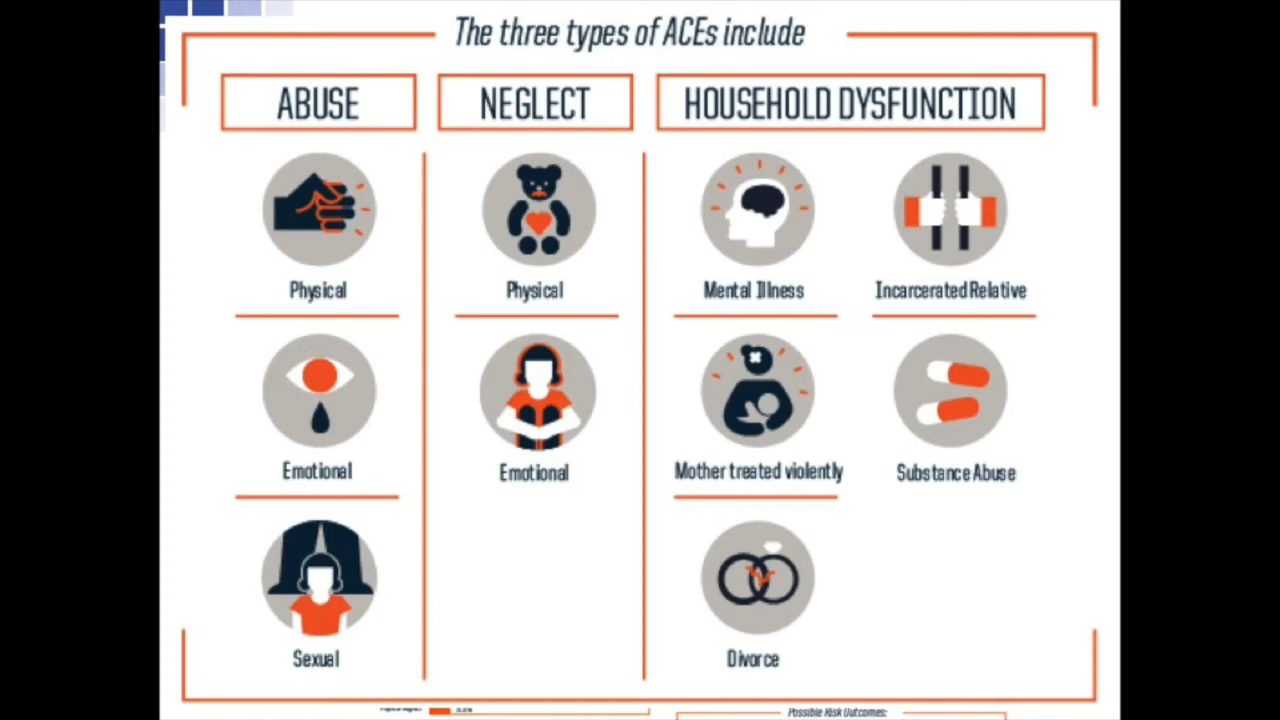 The three types of ACEs include
ABUSE
NEGLECT
HOUSEHOLD DYSFUNCTION
Physical
Physical
Mental Illness
Incarcerated Relative
Emotional
Emotional
Mother treated violently
Substance Abuse
Sexual
Divorce
Possible Risk Outcomes: